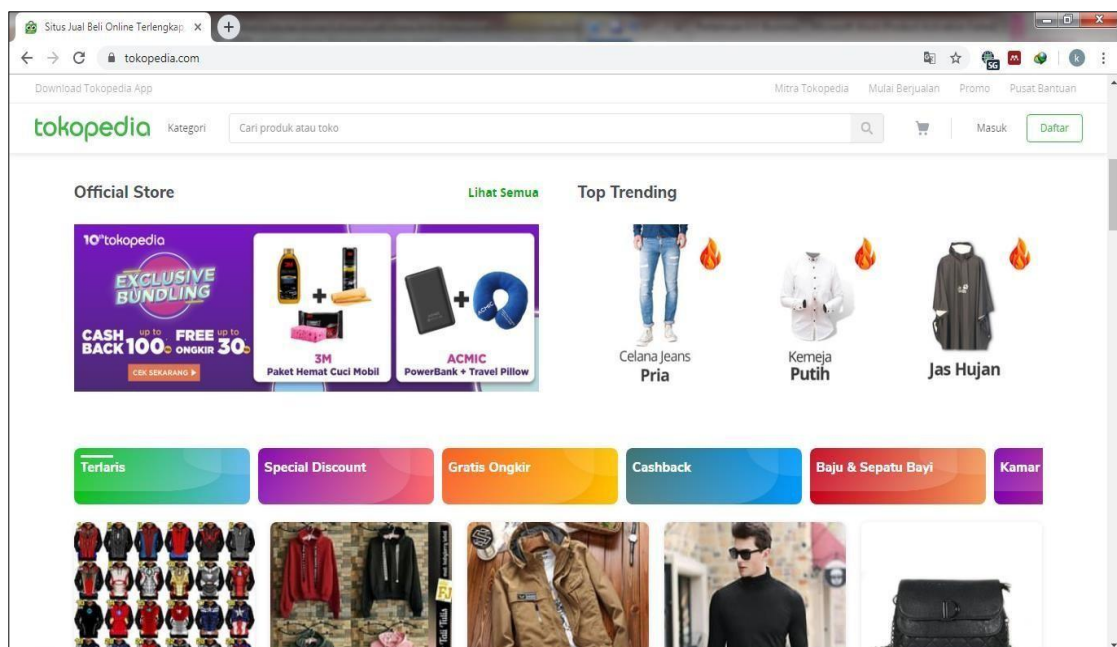 Situs Jual Beli Online Terlengkap
tokopedia.com
SG
k
Download Tokopedia App
Mitra Tokopedia Mulai Berjualan Promo Pusat Bantuan
tokopedia Kategori Cari produk atau toko Masuk Daftar
Official Store Lihat Semua Top Trending
10th tokopedia
EXCLUSIVE
BUNDLING
CASH BACK up to 100% FREE ONGKIR up to 30%
CEK SEKARANG
3M
Paket Hemat Cuci Mobil
ACMIC
PowerBank + Travel Pillow
ACMIC
Celana Jeans
Pria
Kemeja
Putih
Jas Hujan
Terlaris Special Discount Gratis Ongkir Cashback Baju & Sepatu Bayi Kamar